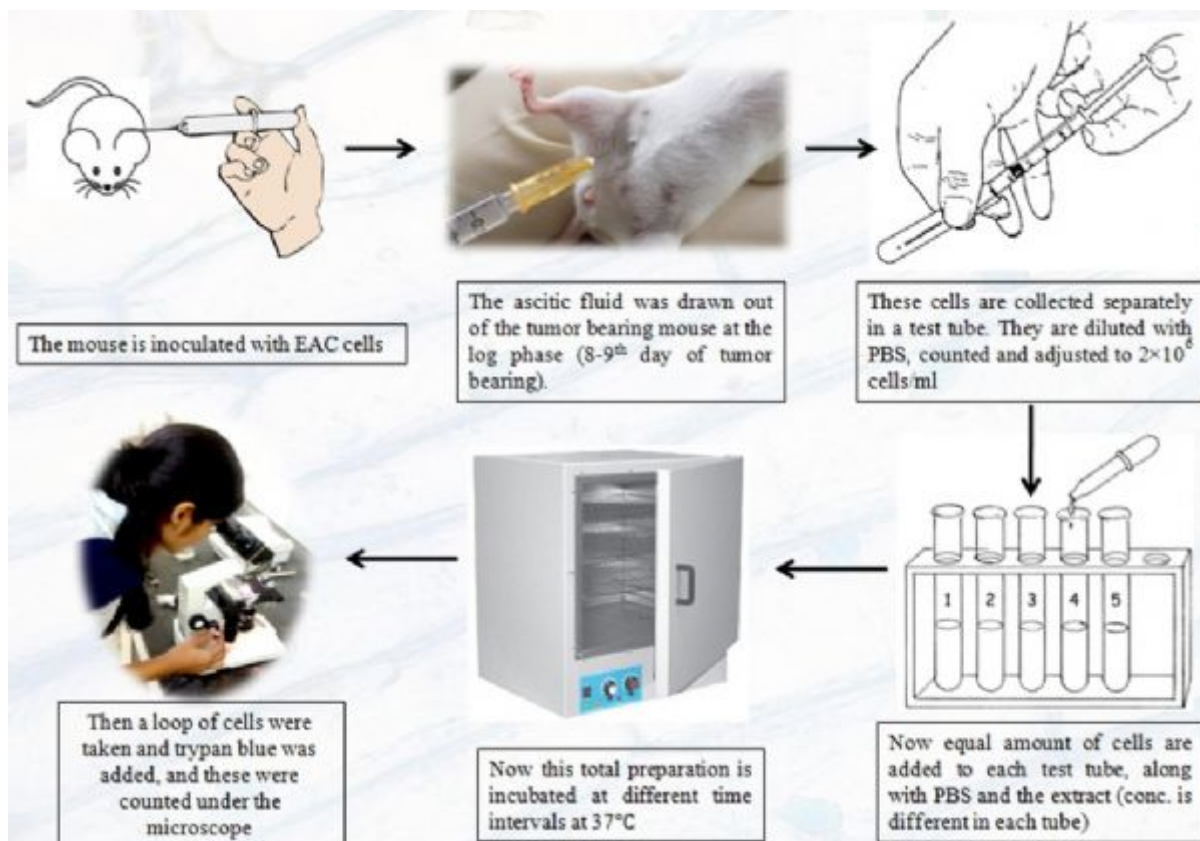 The mouse is inoculated with EAC cells
The ascitic fluid was drawn out
of the tumor bearing mouse at the
log phase (8-9th day of tumor
bearing).
These cells are collected separately
in a test tube. They are diluted with
PBS, counted and adjusted to 2×10⁶
cells/ml
1 2 3 4 5
Now equal amount of cells are
added to each test tube, along
with PBS and the extract (conc. is
different in each tube)
Now this total preparation is
incubated at different time
intervals at 37°C
Then a loop of cells were
taken and trypan blue was
added, and these were
counted under the
microscope